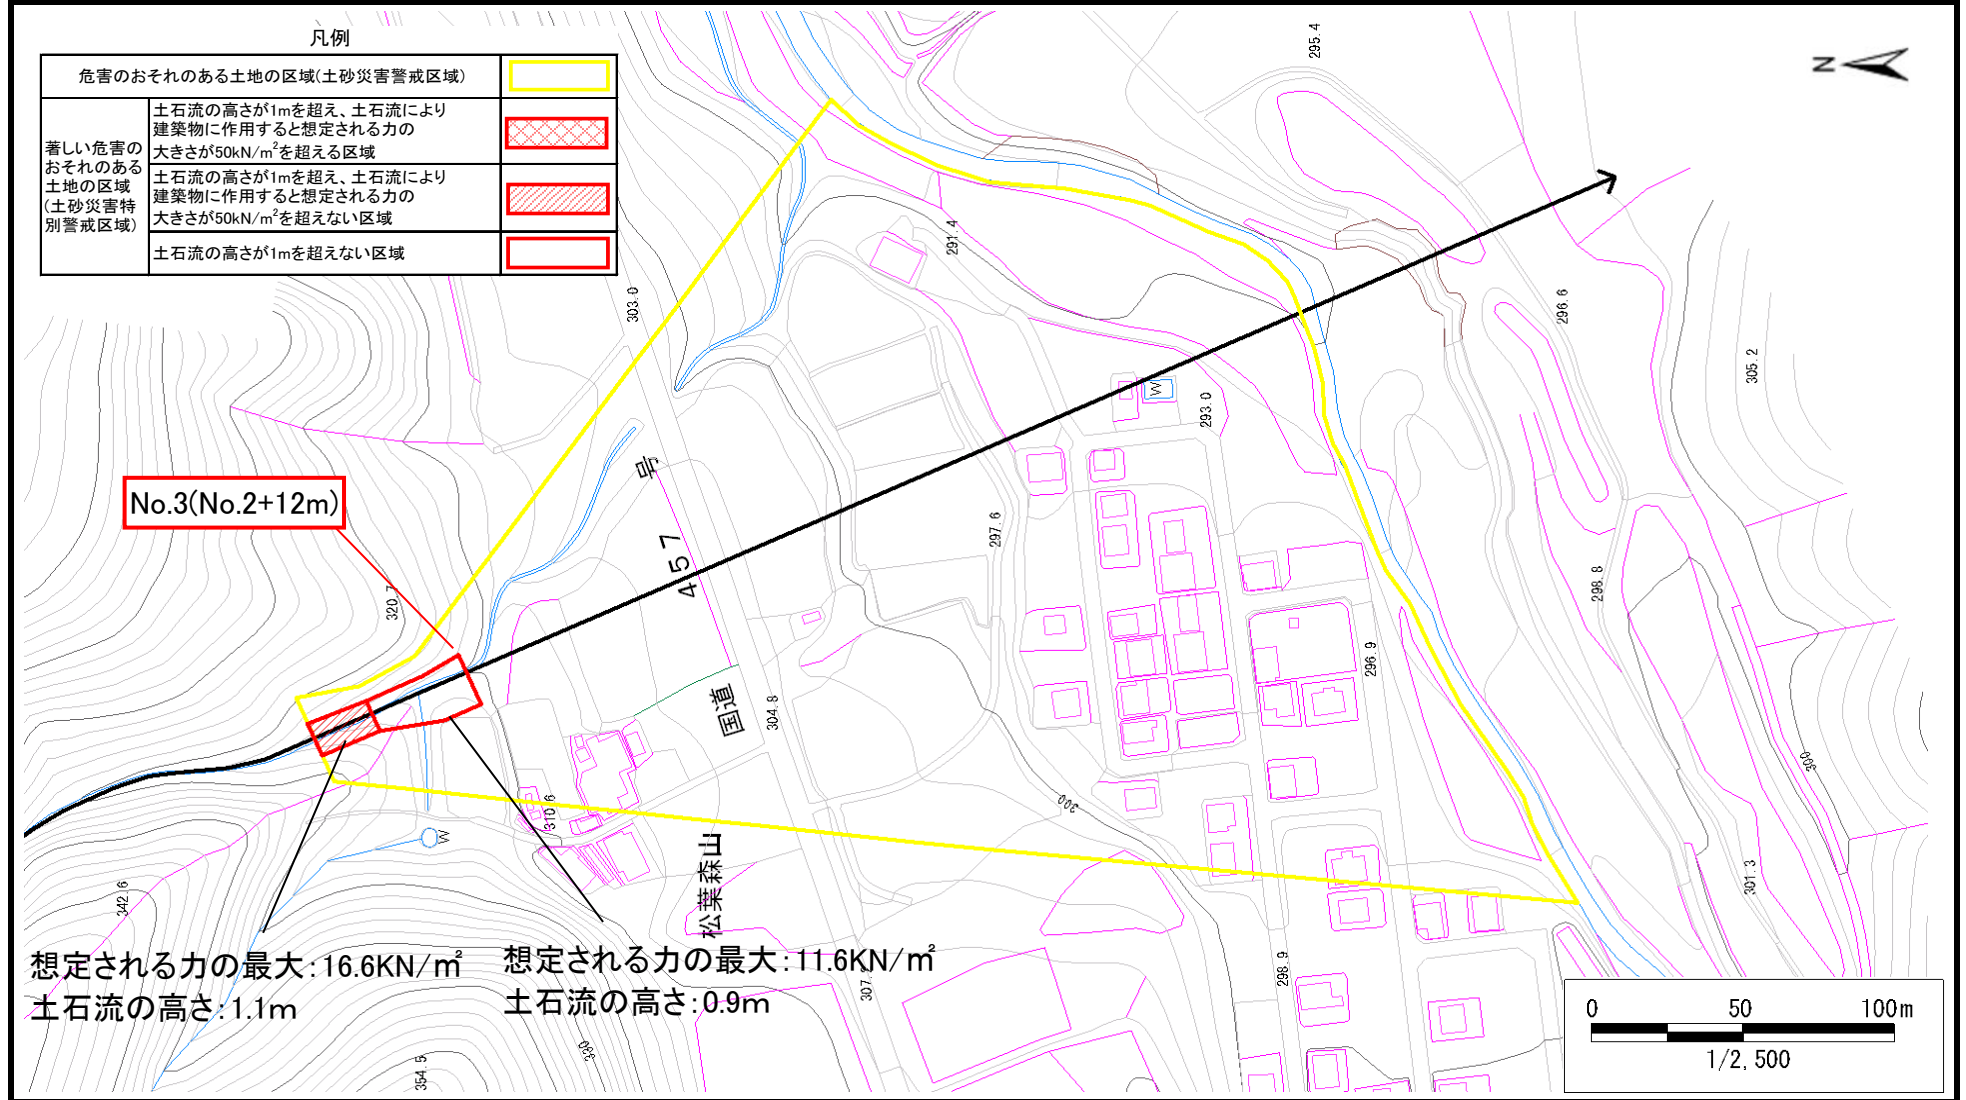 凡例
危害のおそれのある土地の区域(土砂災害警戒区域)
著しい危害の
おそれのある
土地の区域
(土砂災害特
別警戒区域)
土石流の高さが1mを超え、土石流により
建築物に作用すると想定される力の
大きさが50kN/m²を超える区域
土石流の高さが1mを超え、土石流により
建築物に作用すると想定される力の
大きさが50kN/m²を超えない区域
土石流の高さが1mを超えない区域
N
295.4
291.4
303.0
296.6
305.2
293.0
W
号
457
国道
No.3(No.2+12m)
320.7
297.6
298.8
296.9
304.8
300
300
310.6
W
松葉森山
342.6
301.3
298.9
想定される力の最大:16.6KN/㎡
土石流の高さ:1.1m
想定される力の最大:11.6KN/㎡
土石流の高さ:0.9m
354.5
0 50 100m
1/2,500